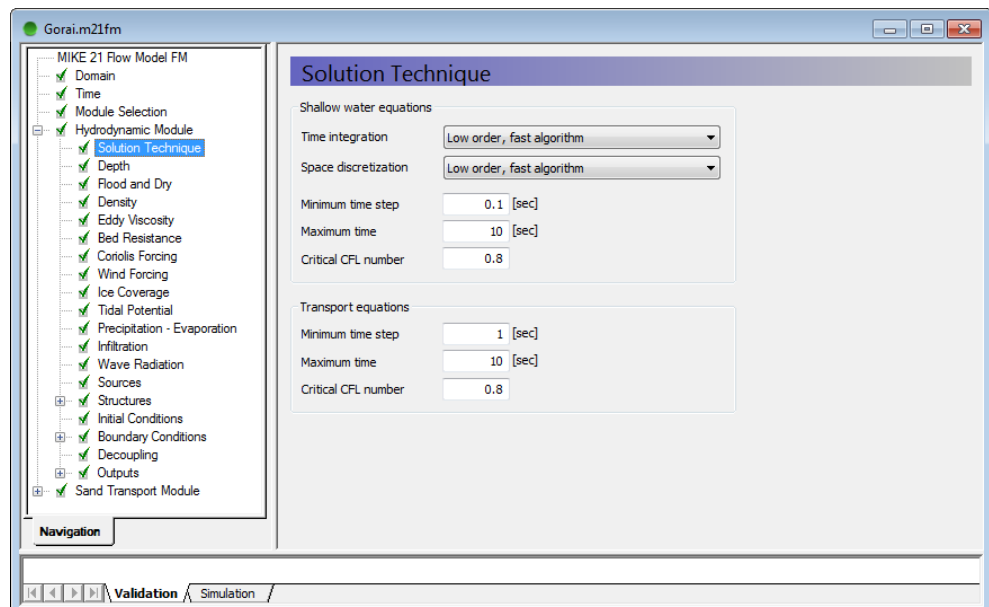 Gorai.m21fm
MIKE 21 Flow Model FM
Domain
Time
Module Selection
Hydrodynamic Module
Solution Technique
Depth
Flood and Dry
Density
Eddy Viscosity
Bed Resistance
Coriolis Forcing
Wind Forcing
Ice Coverage
Tidal Potential
Precipitation - Evaporation
Infiltration
Wave Radiation
Sources
Structures
Initial Conditions
Boundary Conditions
Decoupling
Outputs
Sand Transport Module
Navigation
Solution Technique
Shallow water equations
Time integration Low order, fast algorithm
Space discretization Low order, fast algorithm
Minimum time step 0.1 [sec]
Maximum time 10 [sec]
Critical CFL number 0.8
Transport equations
Minimum time step 1 [sec]
Maximum time 10 [sec]
Critical CFL number 0.8
Validation Simulation